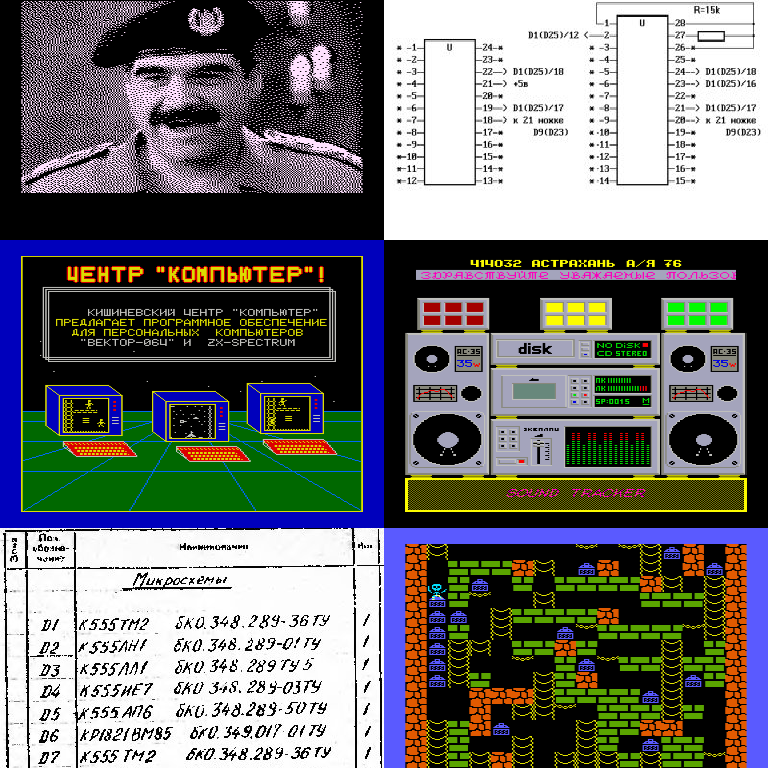 R=15k
D1(D25)/12
U
U
*-1 24-*
*-2 23-*
*-3 22-> D1(D25)/18
*-4 21-> +5в
*-5 20-*
*-6 19-> D1(D25)/17
*-7 18-> к 21 ножке
*-8 17-* D9(D23)
*-9 16-*
*-10 15-*
*-11 14-*
*-12 13-*
1 28
2 27
*-3 26
*-4 25-*
*-5 24-> D1(D25)/18
*-6 23-> D1(D25)/16
*-7 22-*
*-8 21-> D1(D25)/17
*-9 20-> к 21 ножке
*-10 19-* D9(D23)
*-11 18-*
*-12 17-*
*-13 16-*
*-14 15-*
ЦЕНТР "КОМПЬЮТЕР"!
КИШИНЕВСКИЙ ЦЕНТР "КОМПЬЮТЕР"
ПРЕДЛАГАЕТ ПРОГРАММНОЕ ОБЕСПЕЧЕНИЕ
ДЛЯ ПЕРСОНАЛЬНЫХ КОМПЬЮТЕРОВ
"ВЕКТОР-06Ц" И ZX-SPECTRUM
414032 АСТРАХАНЬ А/Я 76
ЗДРАВСТВУЙТЕ УВАЖАЕМЫЕ ПОЛЬЗОВ
AC-35
35w
disk
NO DISK
CD STEREO
AC-35
35w
SP:0015 M
SOUND TRACKER
Зона
Поз. обозначение
Наименование
Кол
Микросхемы
D1 К555ТМ2 бК0.348.289-36ТУ 1
D2 К555ЛН1 бК0.348.289-01ТУ 1
D3 К555ЛЛ1 бК0.348.289ТУ5 1
D4 К555ИЕ7 бК0.348.289-03ТУ 1
D5 К555АП6 бК0.348.289-50ТУ 1
D6 КР1821ВМ85 бК0.349.017-01ТУ 1
D7 К555ТМ2 бК0.348.289-36ТУ 1